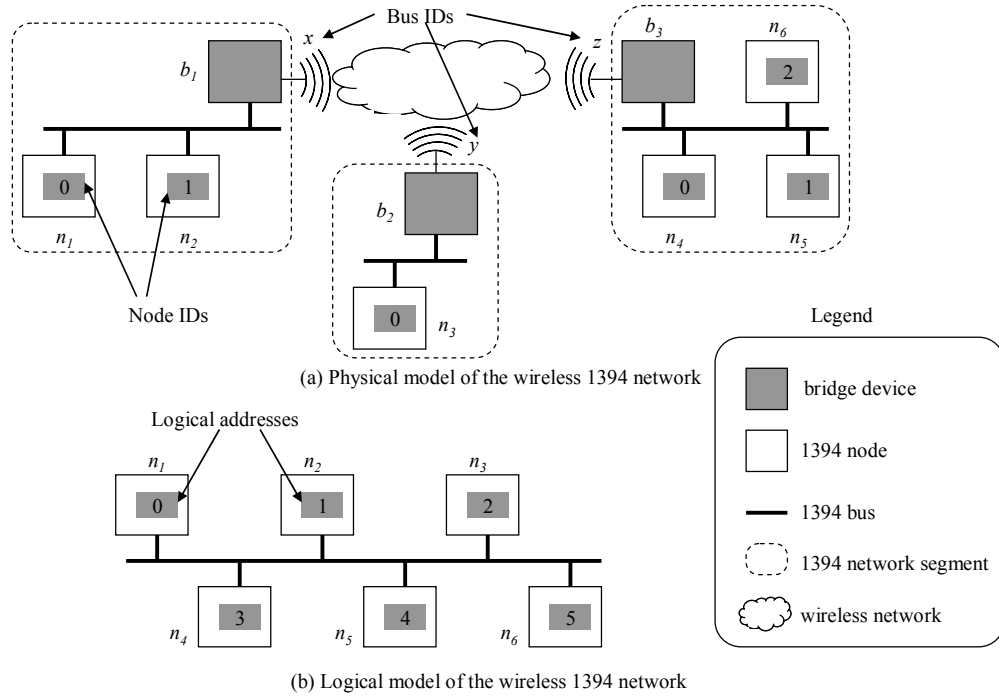 Bus IDs
x
z
b3
n6
b1
2
y
0
1
b2
0
1
n1
n2
n4
n5
Node IDs
0
n3
Legend
(a) Physical model of the wireless 1394 network
bridge device
Logical addresses
1394 node
n1
n2
n3
0
1
2
1394 bus
1394 network segment
3
4
5
n4
n5
n6
wireless network
(b) Logical model of the wireless 1394 network